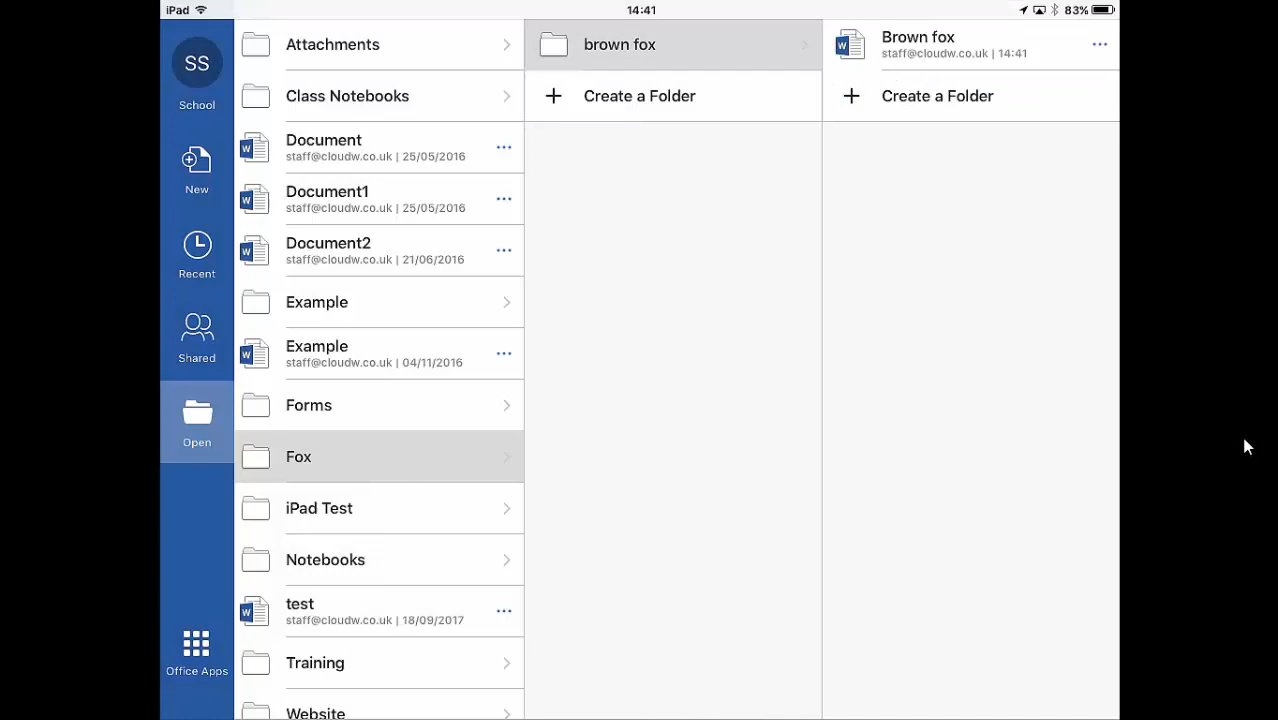 iPad
14:41
83%
SS
School
New
Recent
Shared
Open
Office Apps
Attachments
Class Notebooks
Document
staff@cloudw.co.uk | 25/05/2016
Document1
staff@cloudw.co.uk | 25/05/2016
Document2
staff@cloudw.co.uk | 21/06/2016
Example
Example
staff@cloudw.co.uk | 04/11/2016
Forms
Fox
iPad Test
Notebooks
test
staff@cloudw.co.uk | 18/09/2017
Training
Website
brown fox
Create a Folder
Brown fox
staff@cloudw.co.uk | 14:41
Create a Folder